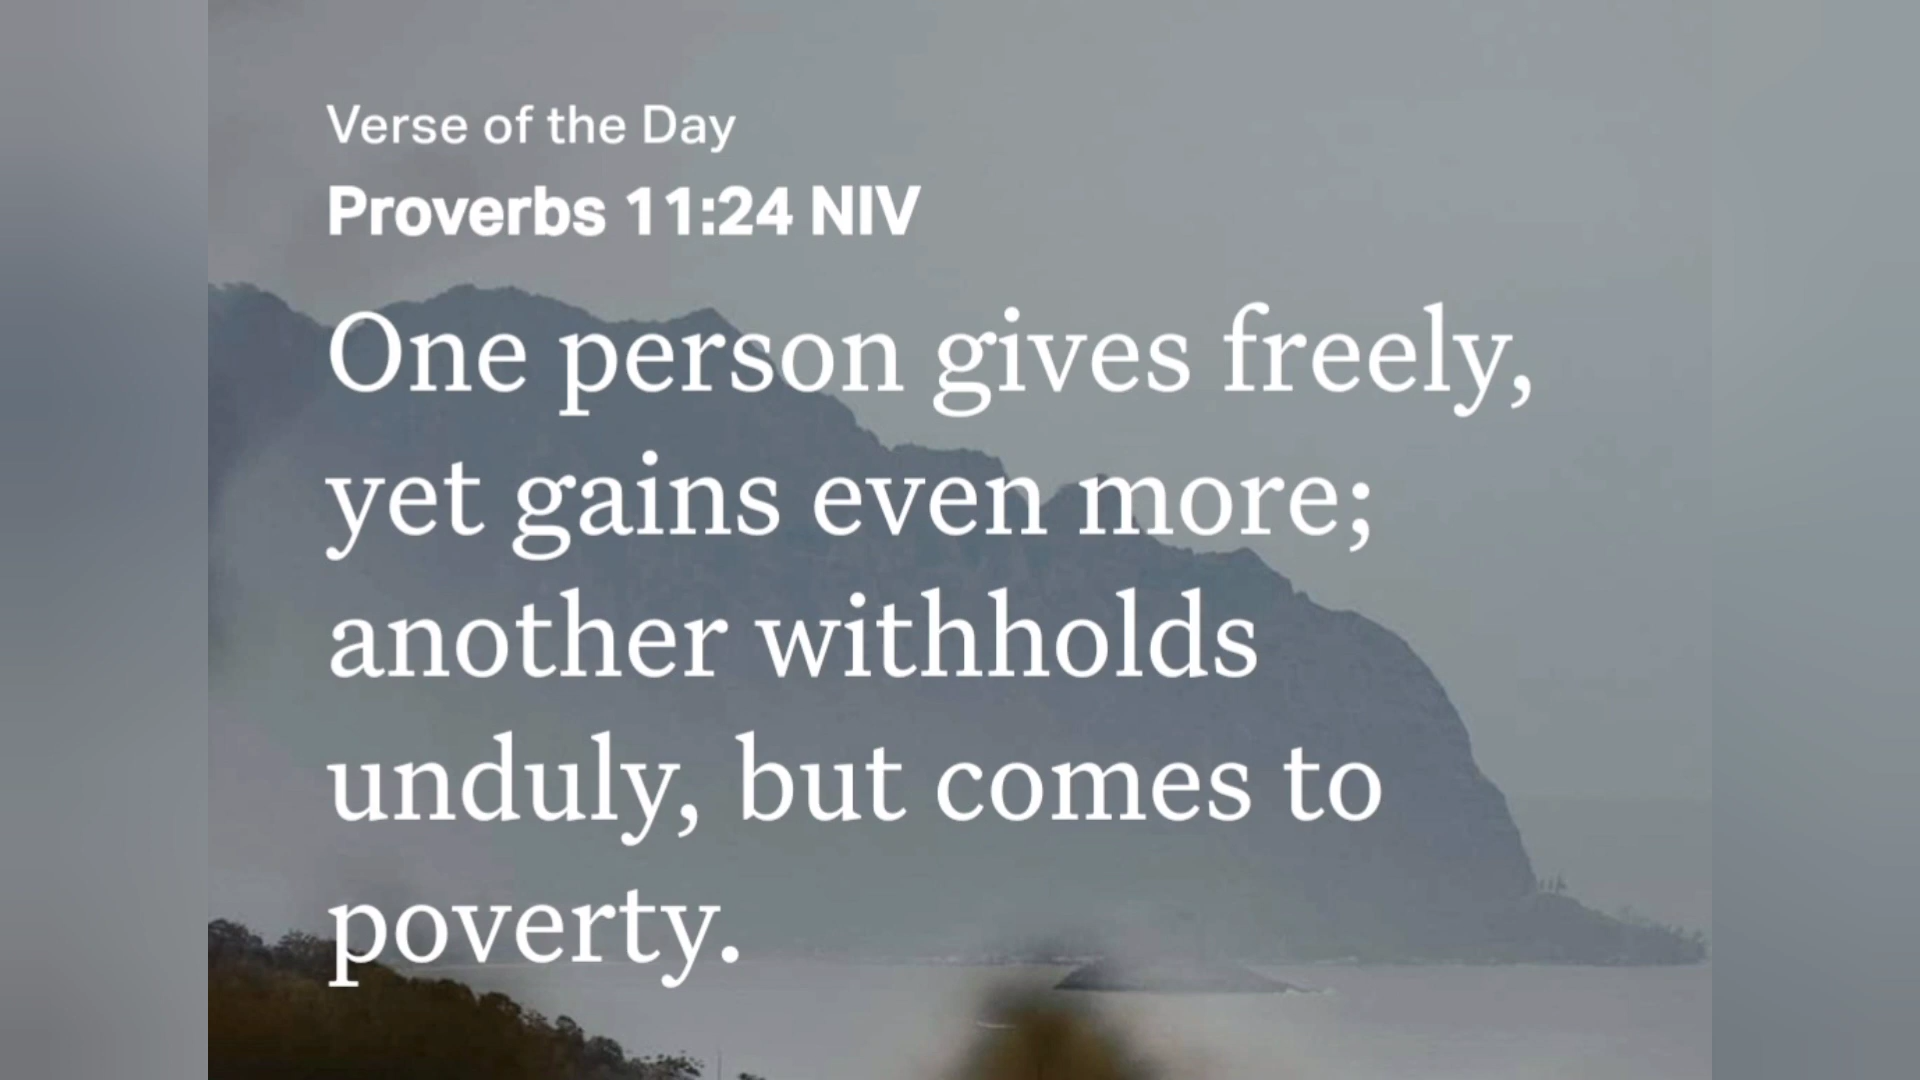 Verse of the Day
Proverbs 11:24 NIV
One person gives freely,
yet gains even more;
another withholds
unduly, but comes to
poverty.